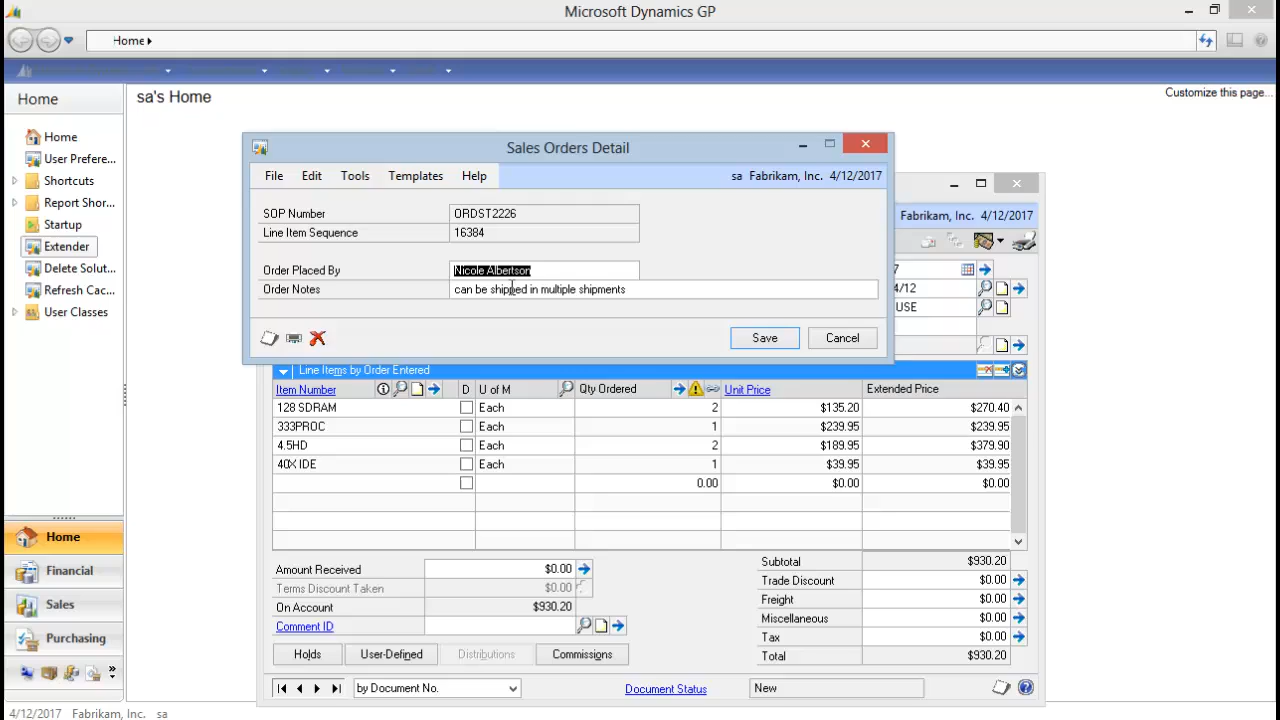 Microsoft Dynamics GP
Home
Home
Customize this page...
sa's Home
Home
User Prefere...
Shortcuts
Report Shor...
Startup
Extender
Delete Solut...
Refresh Cac...
User Classes
Home
Financial
Sales
Purchasing
Sales Orders Detail
File Edit Tools Templates Help
sa Fabrikam, Inc. 4/12/2017
SOP Number ORDST2226
Line Item Sequence 16384
Order Placed By Nicole Albertson
Order Notes can be shipped in multiple shipments
Save Cancel
Fabrikam, Inc. 4/12/2017
7
4/12
USE
Line Items by Order Entered
Item Number D U of M Qty Ordered Unit Price Extended Price
128 SDRAM Each 2 $135.20 $270.40
333PROC Each 1 $239.95 $239.95
4.5HD Each 2 $189.95 $379.90
40X IDE Each 1 $39.95 $39.95
0.00 $0.00 $0.00
Amount Received $0.00
Terms Discount Taken $0.00
On Account $930.20
Comment ID
Subtotal $930.20
Trade Discount $0.00
Freight $0.00
Miscellaneous $0.00
Tax $0.00
Total $930.20
Holds User-Defined Distributions Commissions
by Document No.
Document Status New
4/12/2017 Fabrikam, Inc. sa